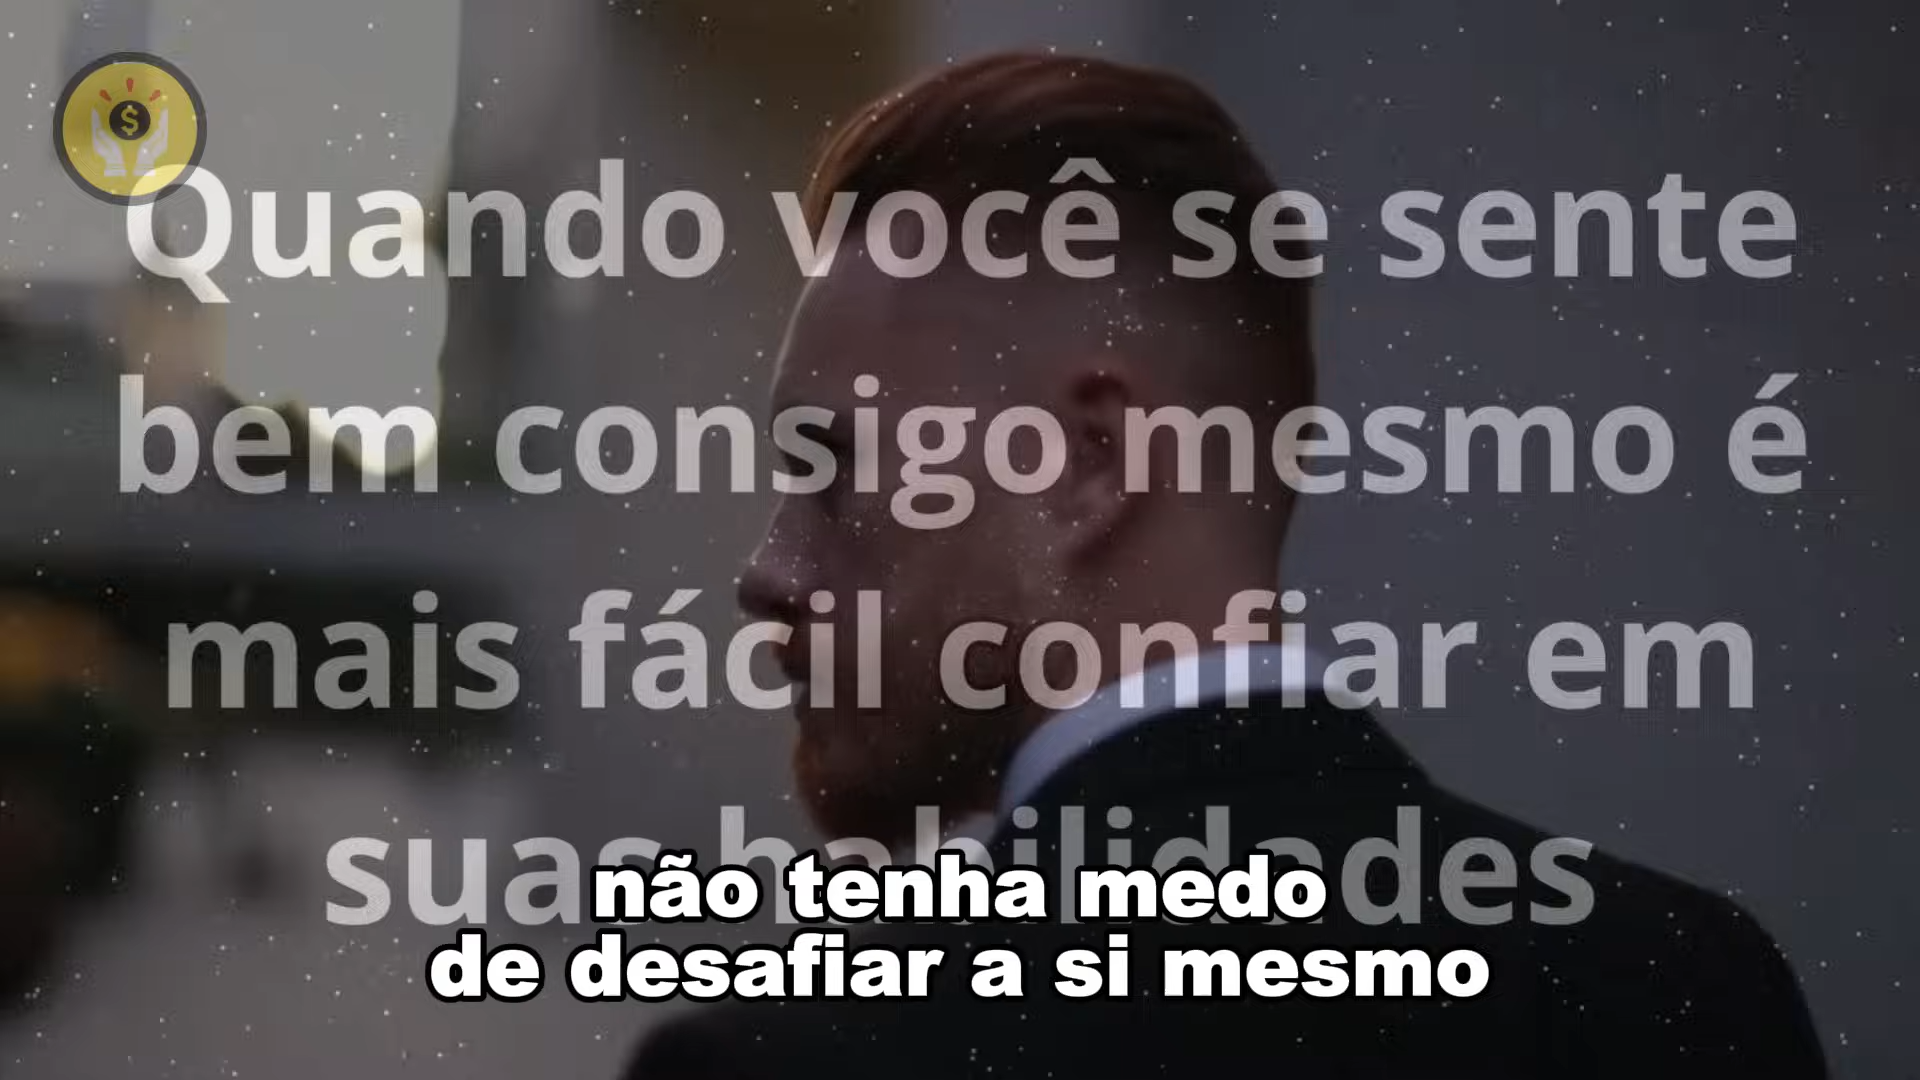 $
Quando você se sente
bem consigo mesmo é
mais fácil confiar em
suas habilidades
não tenha medo
de desafiar a si mesmo